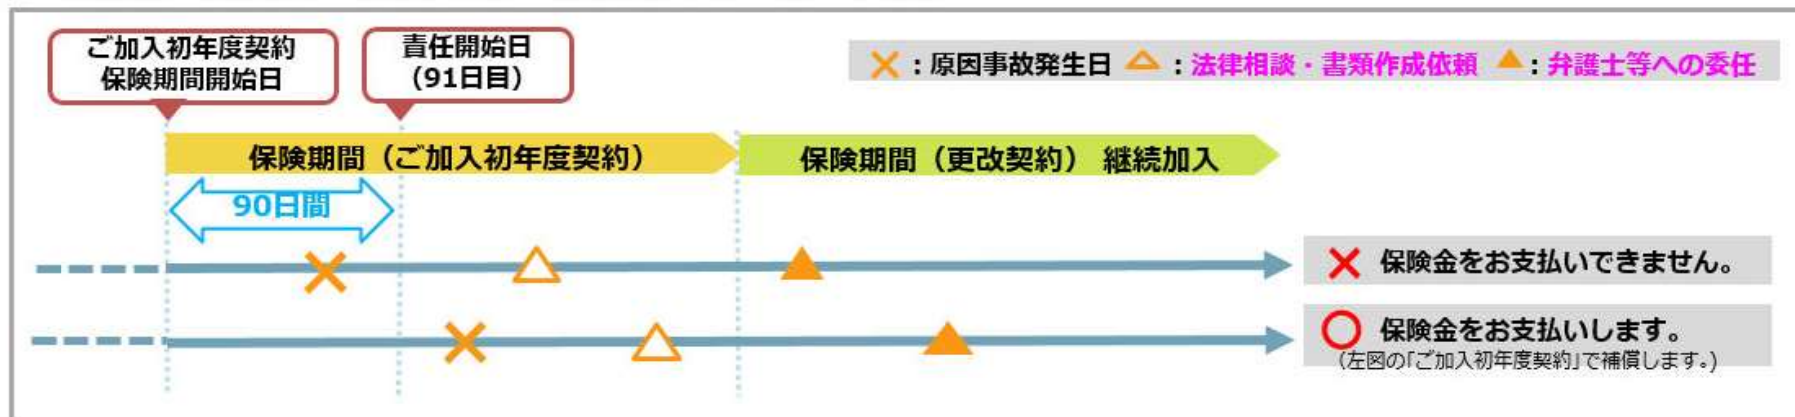 ご加入初年度契約
保険期間開始日
責任開始日
(91日目)
×：原因事故発生日 △：法律相談・書類作成依頼 ▲：弁護士等への委任
保険期間（ご加入初年度契約）
保険期間（更改契約） 継続加入
90日間
× 保険金をお支払いできません。
○ 保険金をお支払いします。
（左図の｢ご加入初年度契約｣で補償します。)